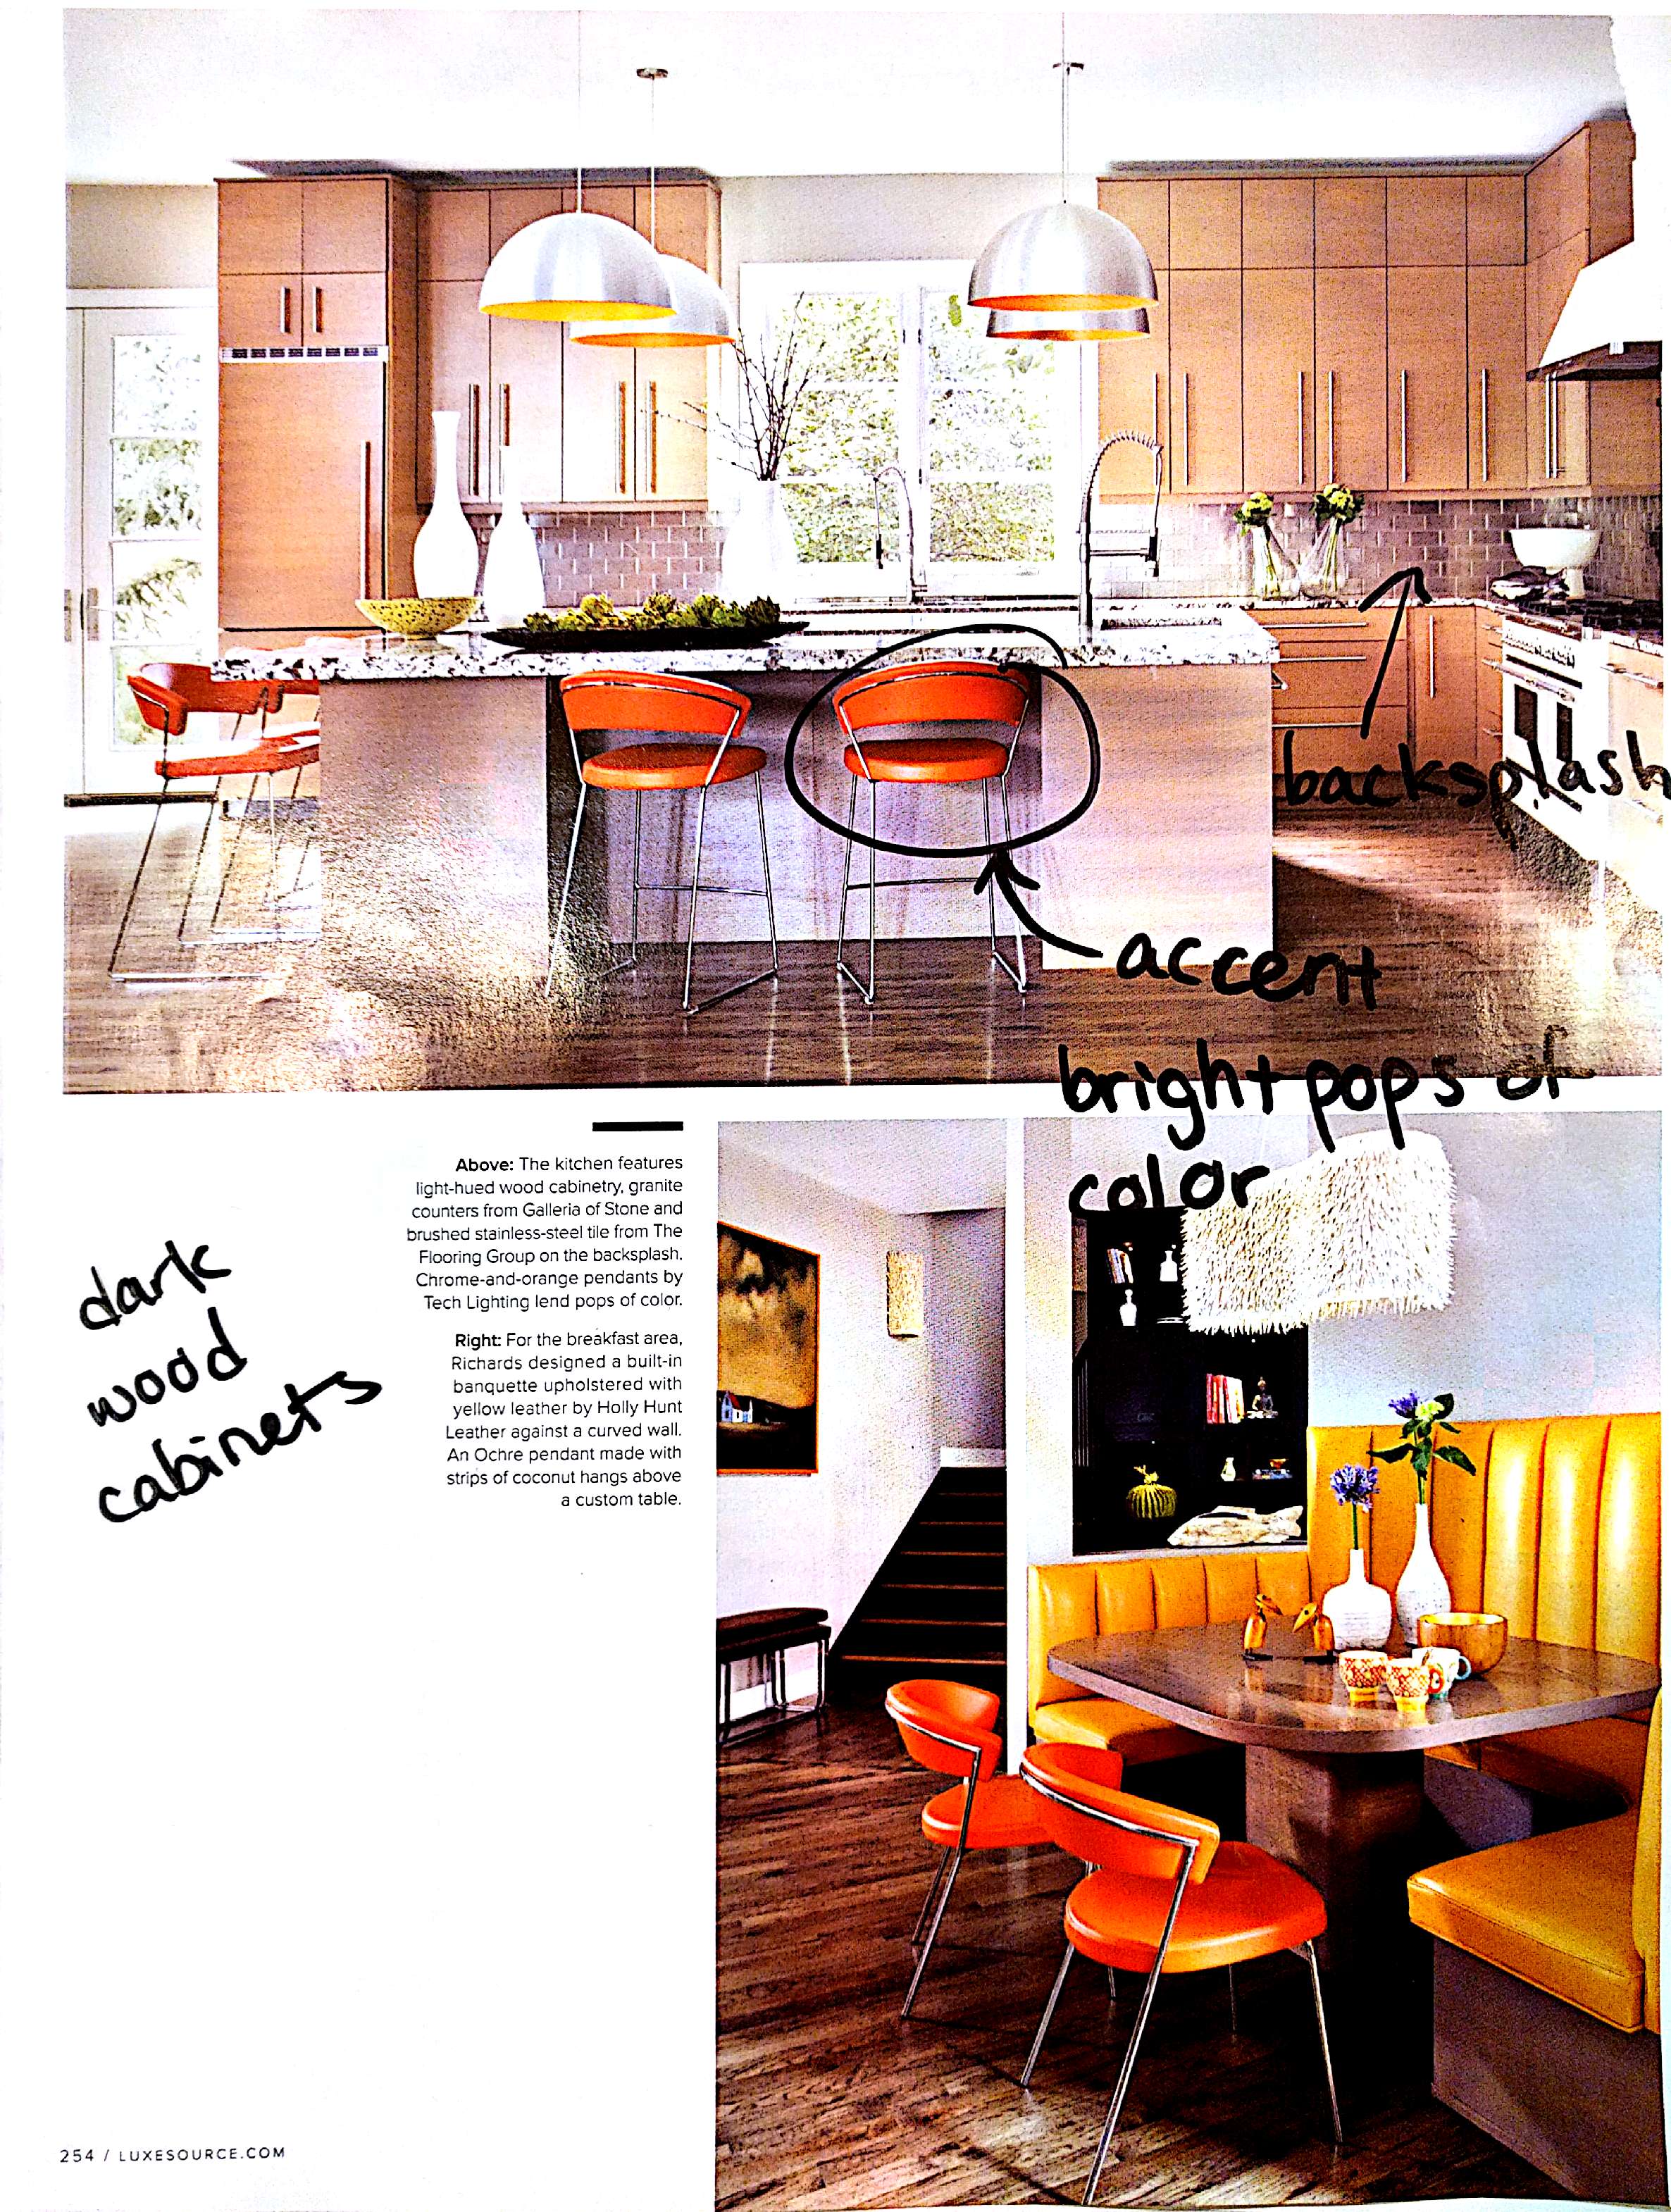 backsplash
accent
bright pops of
color
Above: The kitchen features
light-hued wood cabinetry, granite
counters from Galleria of Stone and
brushed stainless-steel tile from The
Flooring Group on the backsplash.
Chrome-and-orange pendants by
Tech Lighting lend pops of color.
Right: For the breakfast area,
Richards designed a built-in
banquette upholstered with
yellow leather by Holly Hunt
Leather against a curved wall.
An Ochre pendant made with
strips of coconut hangs above
a custom table.
dark
wood
cabinets
254 / LUXESOURCE.COM